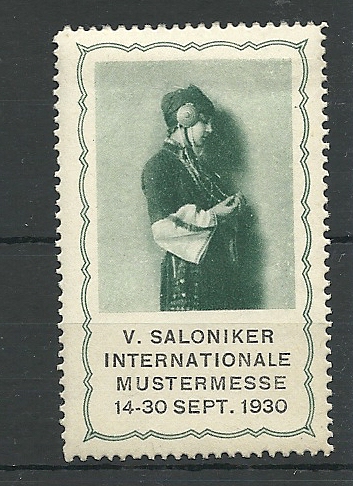 V. SALONIKER
INTERNATIONALE
MUSTERMESSE
14-30 SEPT. 1930